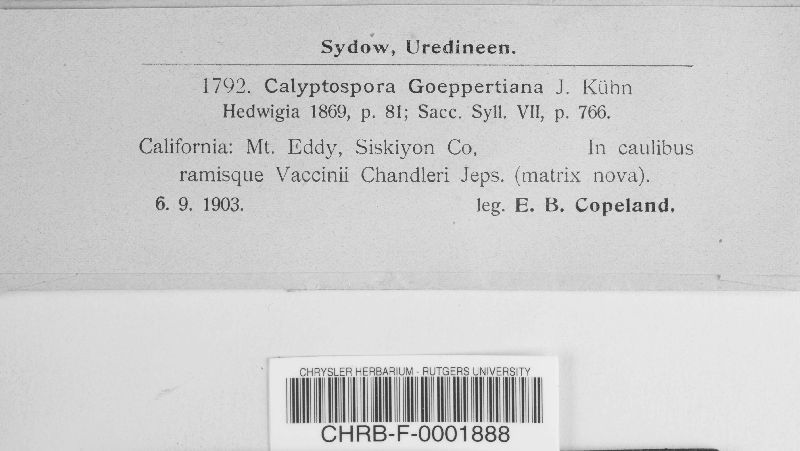 Sydow, Uredineen.
1792. Calyptospora Goeppertiana J. Kühn
Hedwigia 1869, p. 81; Sacc. Syll. VII, p. 766.
California: Mt. Eddy, Siskiyon Co, In caulibus
ramisque Vaccinii Chandleri Jeps. (matrix nova).
6. 9. 1903. leg. E. B. Copeland.
CHRYSLER HERBARIUM - RUTGERS UNIVERSITY
CHRB-F-0001888